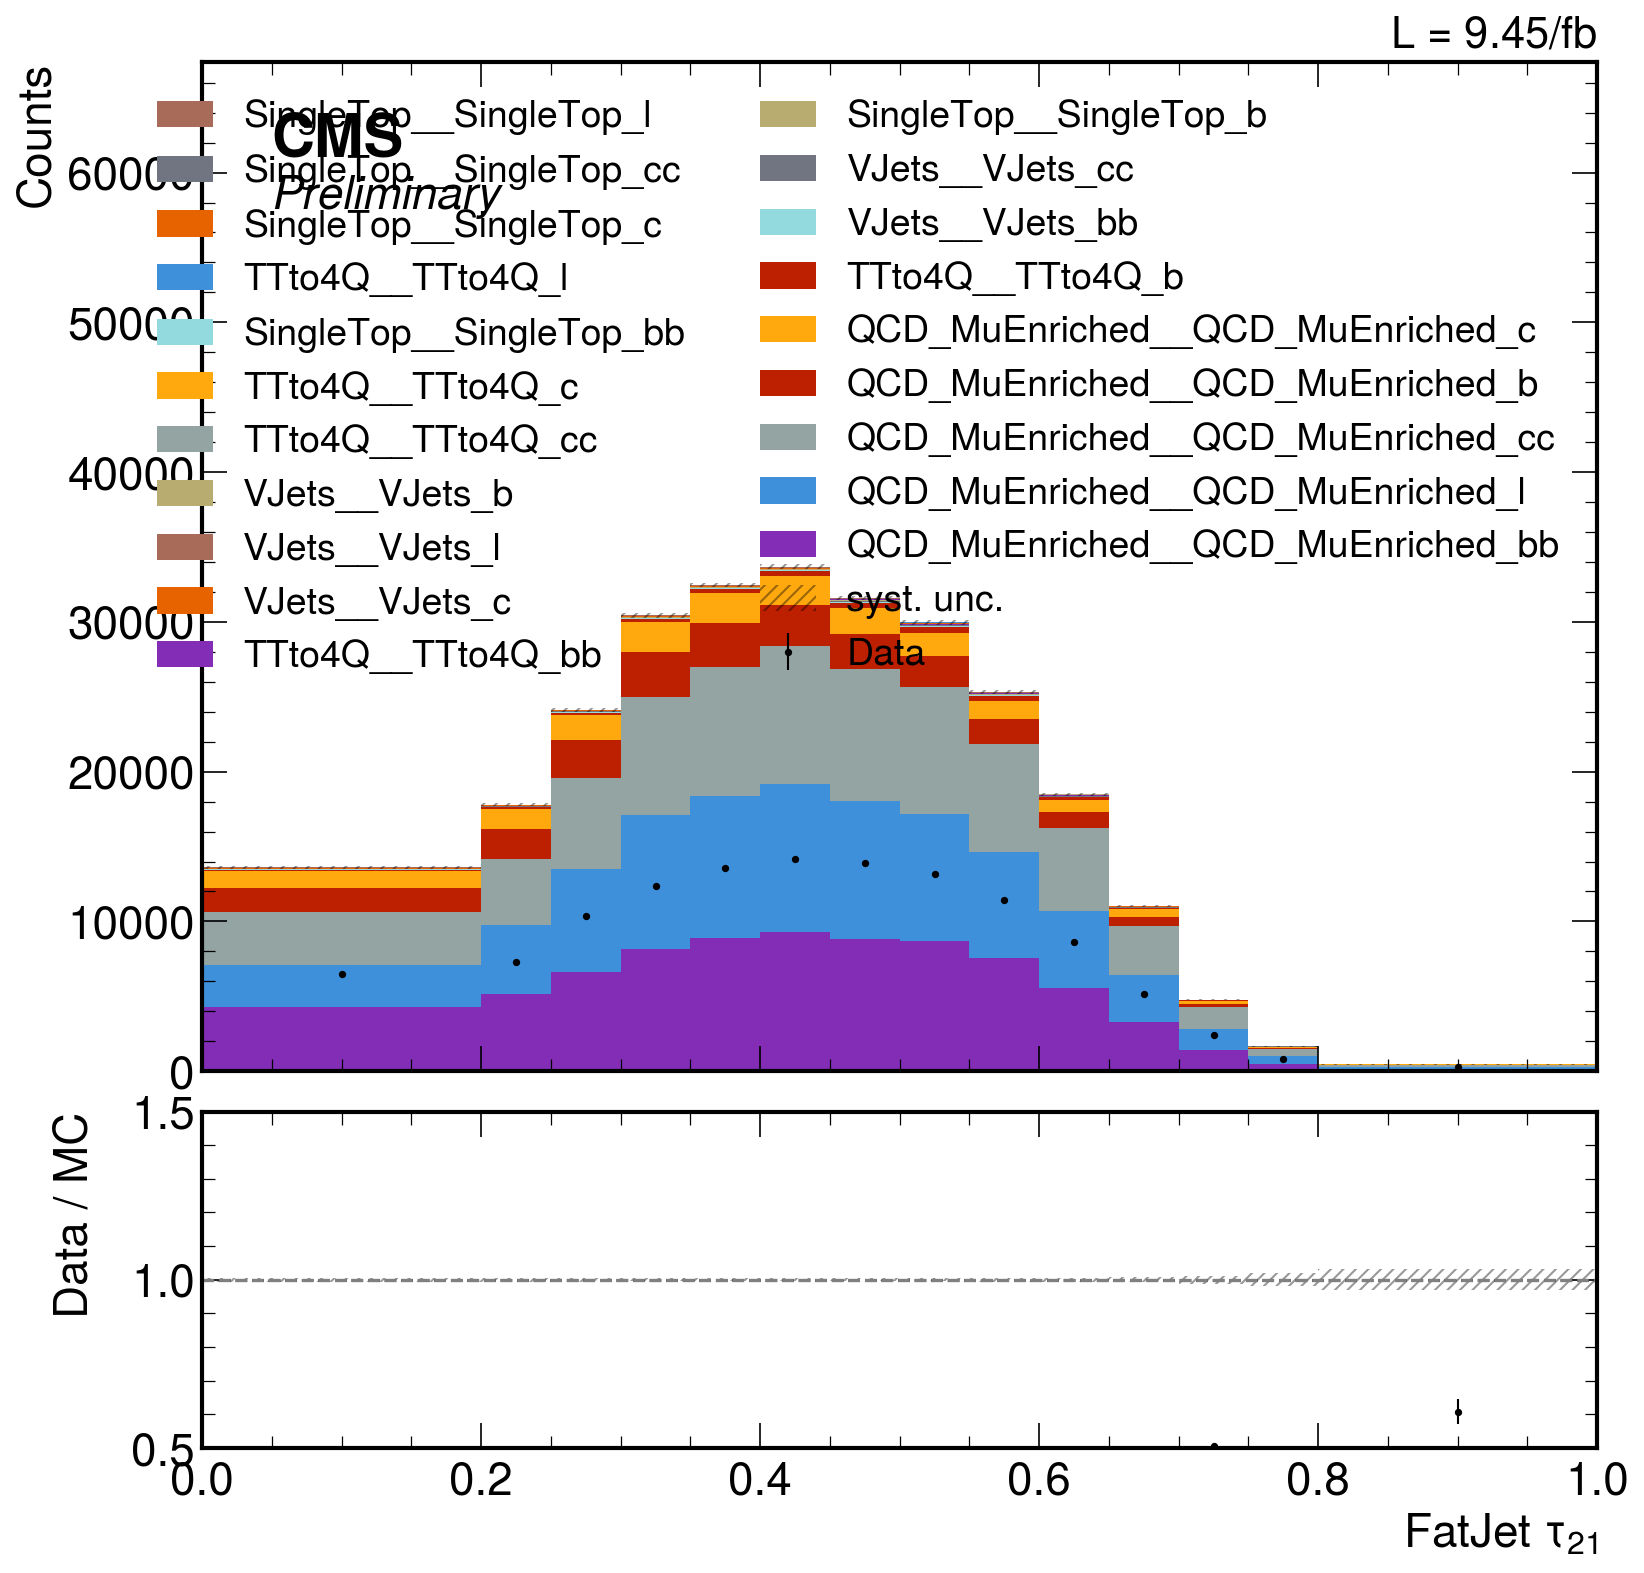 L = 9.45/fb
Counts
CMS
Preliminary
SingleTop__SingleTop_l
SingleTop__SingleTop_cc
SingleTop__SingleTop_c
TTto4Q__TTto4Q_l
SingleTop__SingleTop_bb
TTto4Q__TTto4Q_c
TTto4Q__TTto4Q_cc
VJets__VJets_b
VJets__VJets_l
VJets__VJets_c
TTto4Q__TTto4Q_bb
SingleTop__SingleTop_b
VJets__VJets_cc
VJets__VJets_bb
TTto4Q__TTto4Q_b
QCD_MuEnriched__QCD_MuEnriched_c
QCD_MuEnriched__QCD_MuEnriched_b
QCD_MuEnriched__QCD_MuEnriched_cc
QCD_MuEnriched__QCD_MuEnriched_l
QCD_MuEnriched__QCD_MuEnriched_bb
syst. unc.
Data
60000
50000
40000
30000
20000
10000
0
Data / MC
1.5
1.0
0.5
0.0 0.2 0.4 0.6 0.8 1.0
FatJet τ21